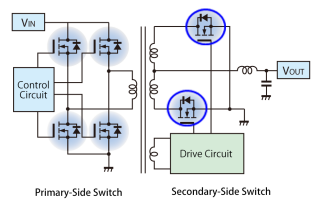 VIN
Control
Circuit
VOUT
Drive Circuit
Primary-Side Switch
Secondary-Side Switch